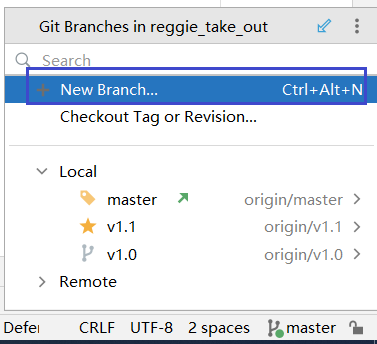 Git Branches in reggie_take_out
Search
New Branch... Ctrl+Alt+N
Checkout Tag or Revision...
Local
master origin/master
v1.1 origin/v1.1
v1.0 origin/v1.0
Remote
CRLF UTF-8 2 spaces master